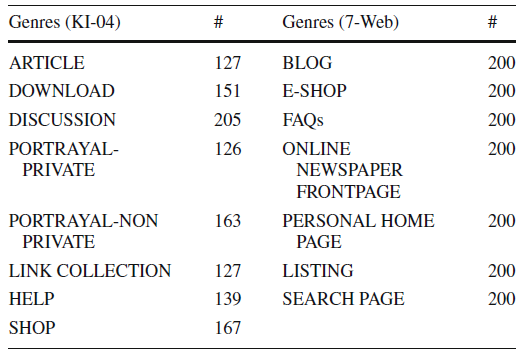 Genres (KI-04) # Genres (7-Web) #
ARTICLE 127 BLOG 200
DOWNLOAD 151 E-SHOP 200
DISCUSSION 205 FAQs 200
PORTRAYAL- 126 ONLINE 200
PRIVATE NEWSPAPER
FRONTPAGE
PORTRAYAL-NON 163 PERSONAL HOME 200
PRIVATE PAGE
LINK COLLECTION 127 LISTING 200
HELP 139 SEARCH PAGE 200
SHOP 167